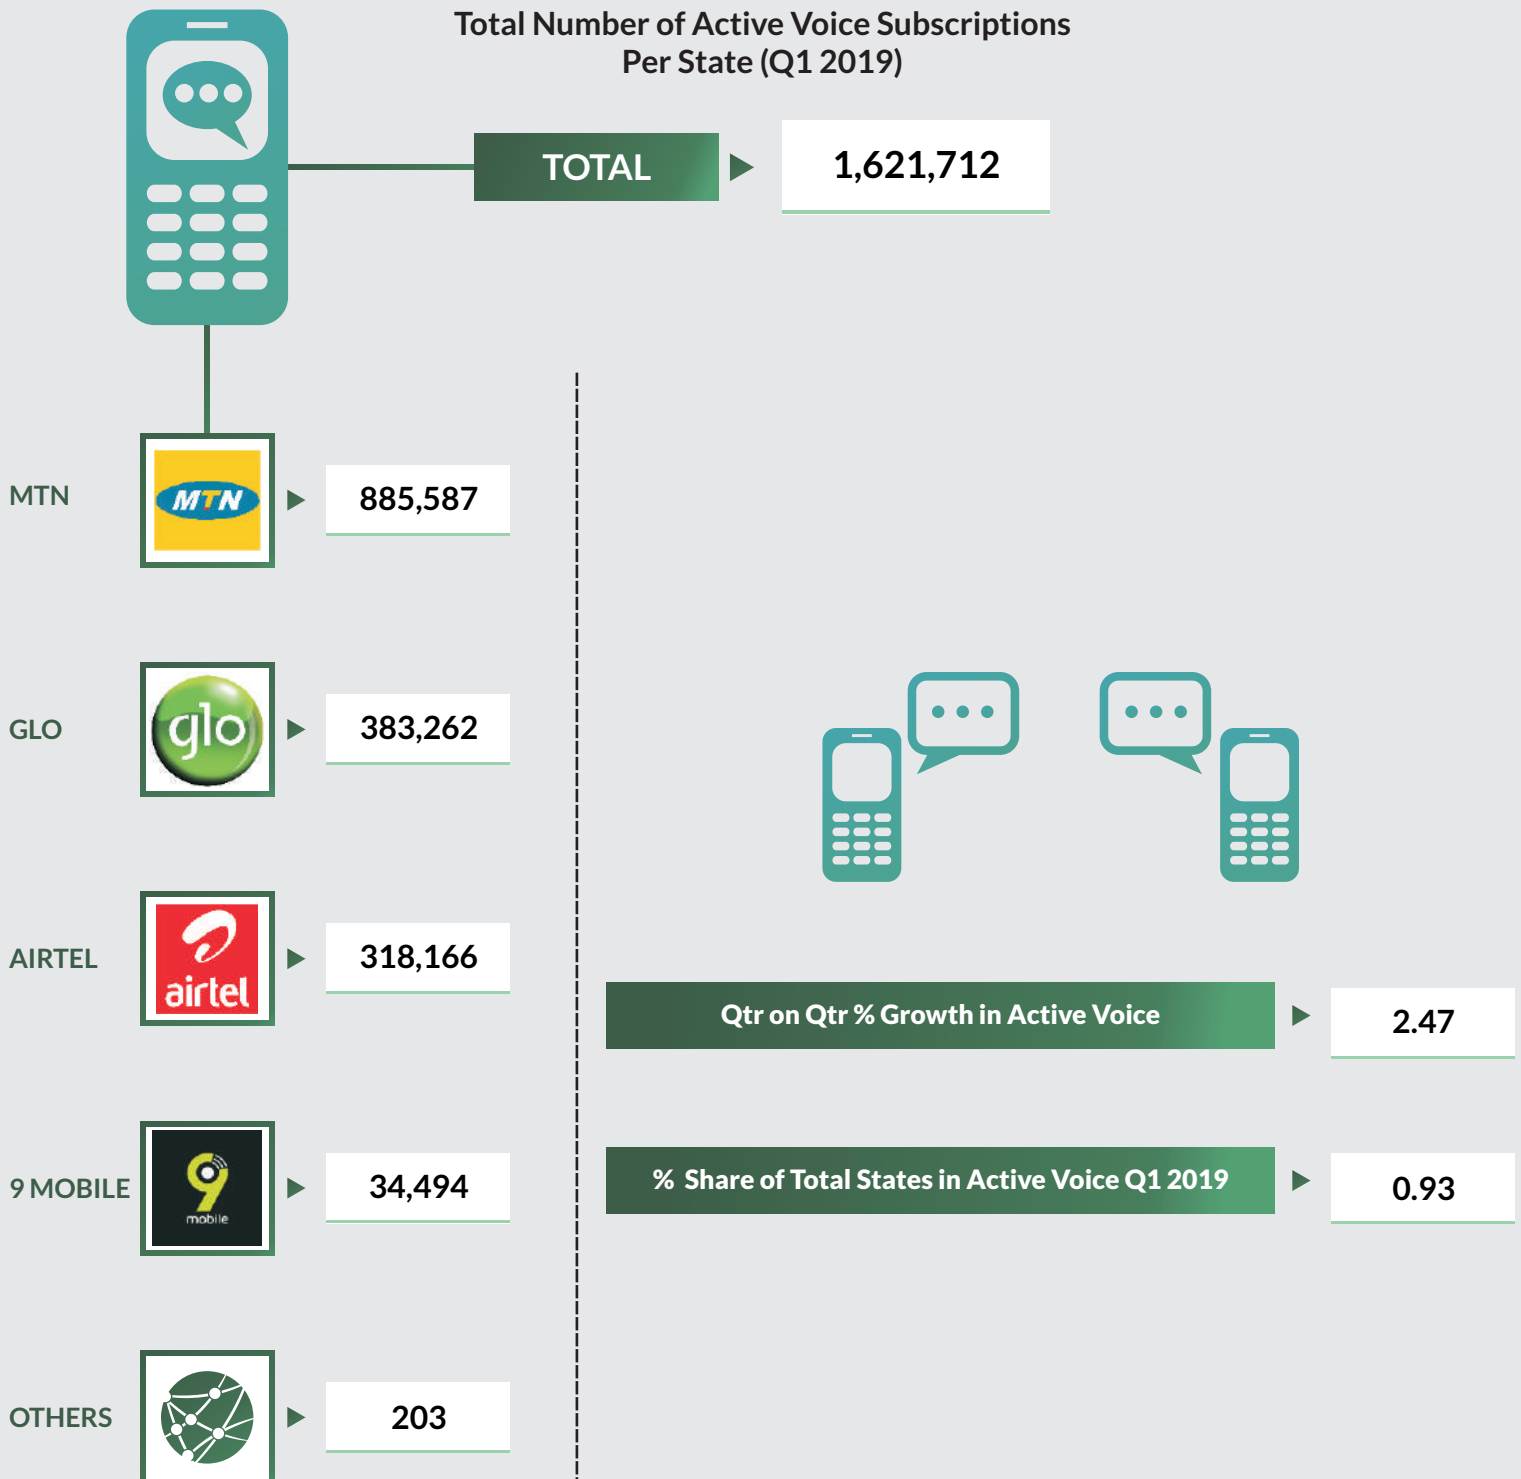 Total Number of Active Voice Subscriptions
Per State (Q1 2019)
TOTAL
1,621,712
MTN
MTN
885,587
GLO
glo
383,262
AIRTEL
airtel
318,166
9 MOBILE
9
mobile
34,494
OTHERS
203
Qtr on Qtr % Growth in Active Voice
2.47
% Share of Total States in Active Voice Q1 2019
0.93